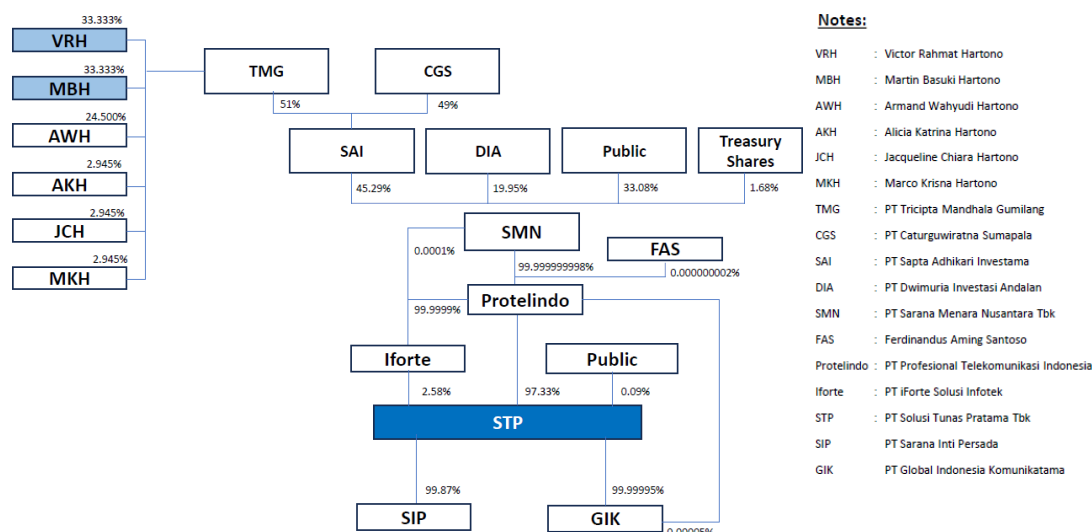 33.333%
VRH
33.333%
MBH
24.500%
AWH
2.945%
AKH
2.945%
JCH
2.945%
MKH
TMG
CGS
51%
49%
SAI
DIA
Public
Treasury
Shares
45.29%
19.95%
33.08%
1.68%
SMN
FAS
0.0001%
99.999999998%
0.000000002%
Protelindo
99.9999%
Iforte
Public
2.58%
97.33%
0.09%
STP
99.87%
99.99995%
SIP
GIK
0.00005%
Notes:
VRH : Victor Rahmat Hartono
MBH : Martin Basuki Hartono
AWH : Armand Wahyudi Hartono
AKH : Alicia Katrina Hartono
JCH : Jacqueline Chiara Hartono
MKH : Marco Krisna Hartono
TMG : PT Tricipta Mandhala Gumilang
CGS : PT Caturguwiratna Sumapala
SAI : PT Sapta Adhikari Investama
DIA : PT Dwimuria Investasi Andalan
SMN : PT Sarana Menara Nusantara Tbk
FAS : Ferdinandus Aming Santoso
Protelindo : PT Profesional Telekomunikasi Indonesia
Iforte : PT iForte Solusi Infotek
STP : PT Solusi Tunas Pratama Tbk
SIP PT Sarana Inti Persada
GIK PT Global Indonesia Komunikatama